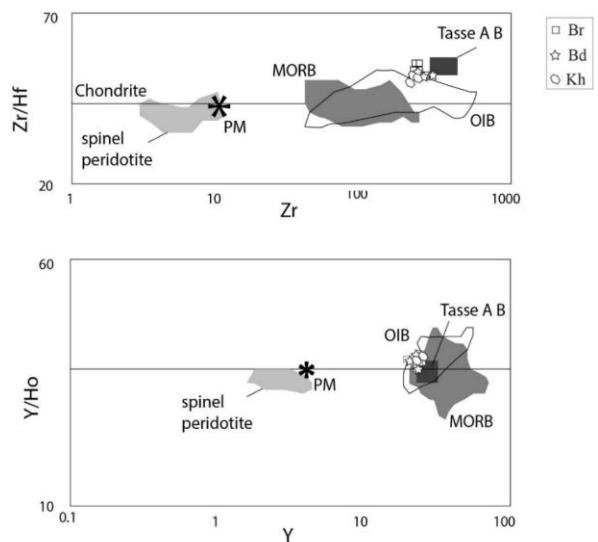 70
Tasse A B
Br
Bd
Kh
MORB
Zr/Hf
Chondrite
PM
OIB
spinel
peridotite
20
1
10
100
1000
Zr
60
Tasse A B
OIB
Y/Ho
PM
spinel
peridotite
MORB
10
0.1
1
10
100
Y